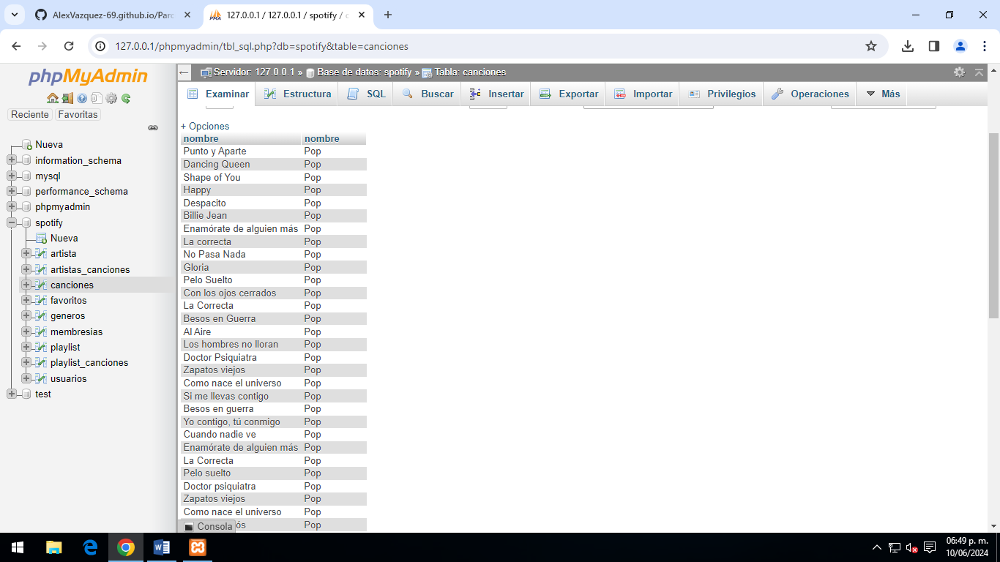 AlexVazquez-69.github.io/Parc
127.0.0.1 / 127.0.0.1 / spotify / c
127.0.0.1/phpmyadmin/tbl_sql.php?db=spotify&table=canciones
phpMyAdmin
Reciente Favoritas
Nueva
information_schema
mysql
performance_schema
phpmyadmin
spotify
Nueva
artista
artistas_canciones
canciones
favoritos
generos
membresias
playlist
playlist_canciones
usuarios
test
Servidor: 127.0.0.1 » Base de datos: spotify » Tabla: canciones
Examinar Estructura SQL Buscar Insertar Exportar Importar Privilegios Operaciones Más
+ Opciones
nombre nombre
Punto y Aparte Pop
Dancing Queen Pop
Shape of You Pop
Happy Pop
Despacito Pop
Billie Jean Pop
Enamórate de alguien más Pop
La correcta Pop
No Pasa Nada Pop
Gloria Pop
Pelo Suelto Pop
Con los ojos cerrados Pop
La Correcta Pop
Besos en Guerra Pop
Al Aire Pop
Los hombres no lloran Pop
Doctor Psiquiatra Pop
Zapatos viejos Pop
Como nace el universo Pop
Si me llevas contigo Pop
Besos en guerra Pop
Yo contigo, tú conmigo Pop
Cuando nadie ve Pop
Enamórate de alguien más Pop
La Correcta Pop
Pelo suelto Pop
Doctor psiquiatra Pop
Zapatos viejos Pop
Como nace el universo Pop
Consola ós Pop
06:49 p. m.
10/06/2024